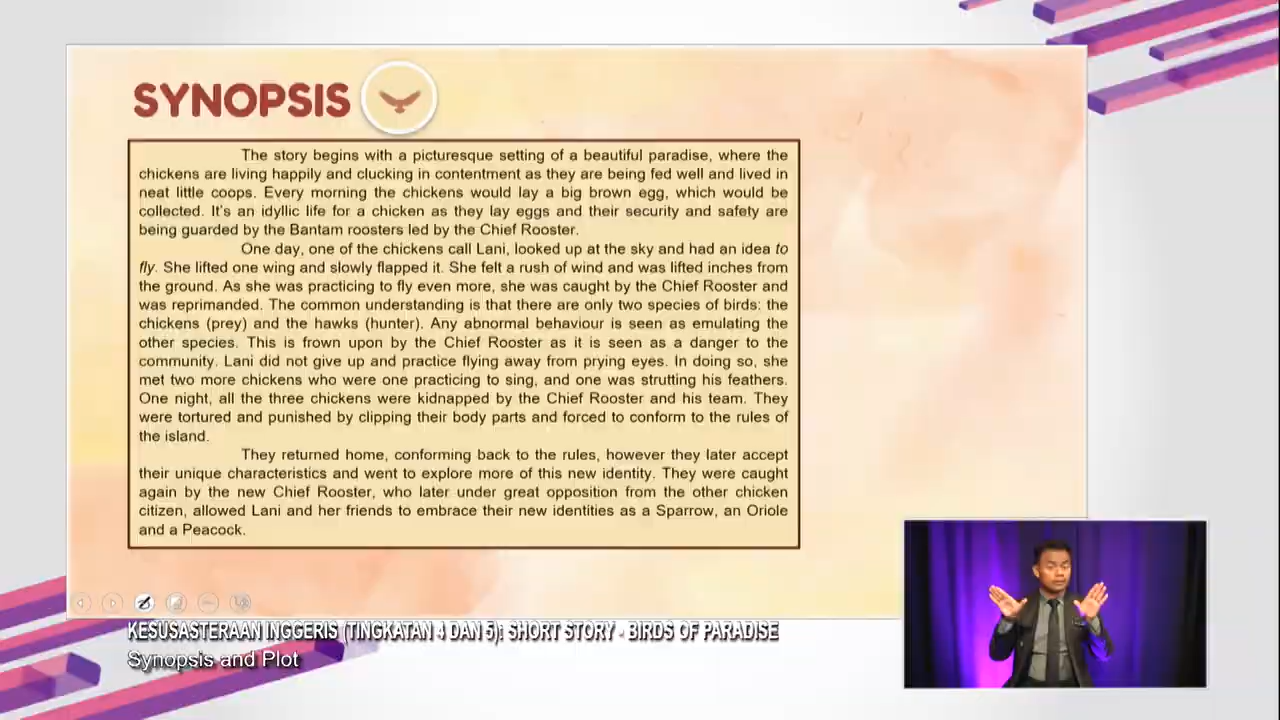 SYNOPSIS
The story begins with a picturesque setting of a beautiful paradise, where the
chickens are living happily and clucking in contentment as they are being fed well and lived in
neat little coops. Every morning the chickens would lay a big brown egg, which would be
collected. It's an idyllic life for a chicken as they lay eggs and their security and safety are
being guarded by the Bantam roosters led by the Chief Rooster.
One day, one of the chickens call Lani, looked up at the sky and had an idea to
fly. She lifted one wing and slowly flapped it. She felt a rush of wind and was lifted inches from
the ground. As she was practicing to fly even more, she was caught by the Chief Rooster and
was reprimanded. The common understanding is that there are only two species of birds: the
chickens (prey) and the hawks (hunter). Any abnormal behaviour is seen as emulating the
other species. This is frown upon by the Chief Rooster as it is seen as a danger to the
community. Lani did not give up and practice flying away from prying eyes. In doing so, she
met two more chickens who were one practicing to sing, and one was strutting his feathers.
One night, all the three chickens were kidnapped by the Chief Rooster and his team. They
were tortured and punished by clipping their body parts and forced to conform to the rules of
the island.
They returned home, conforming back to the rules, however they later accept
their unique characteristics and went to explore more of this new identity. They were caught
again by the new Chief Rooster, who later under great opposition from the other chicken
citizen, allowed Lani and her friends to embrace their new identities as a Sparrow, an Oriole
and a Peacock.
KESUSASTERAAN INGGERIS (TINGKATAN 4 DAN 5): SHORT STORY - BIRDS OF PARADISE
Synopsis and Plot